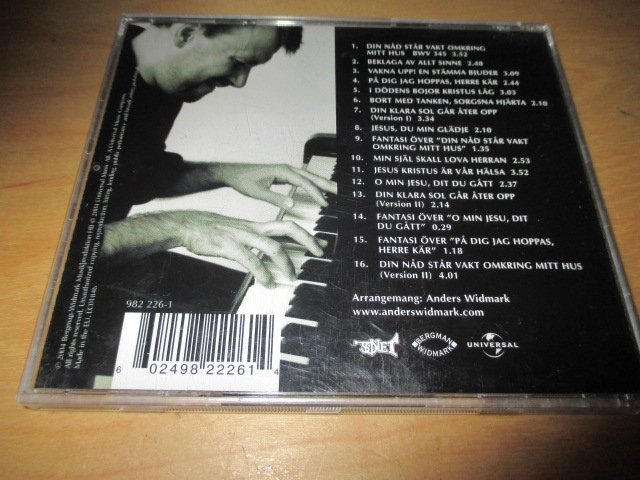 1. DIN NÅD STÅR VAKT OMKRING
MITT HUS BWV 345 3.52
2. BEKLAGA AV ALLT SINNE 2.48
3. VAKNA UPP! EN STÄMMA BJUDER 3.09
4. PÅ DIG JAG HOPPAS, HERRE KÄR 2.46
5. I DÖDENS BOJOR KRISTUS LÅG 3.03
6. BORT MED TANKEN, SORGSNA HJÄRTA 2.10
7. DIN KLARA SOL GÅR ÅTER OPP
(Version I) 3.34
8. JESUS, DU MIN GLÄDJE 2.10
9. FANTASI ÖVER "DIN NÅD STÅR VAKT
OMKRING MITT HUS" 1.35
10. MIN SJÄL SKALL LOVA HERRAN 2.53
11. JESUS KRISTUS ÄR VÅR HÄLSA 3.52
12. O MIN JESU, DIT DU GÅTT 2.37
13. DIN KLARA SOL GÅR ÅTER OPP
(Version II) 2.14
14. FANTASI ÖVER "O MIN JESU, DIT
DU GÅTT" 0.29
15. FANTASI ÖVER "PÅ DIG JAG HOPPAS,
HERRE KÄR" 1.18
16. DIN NÅD STÅR VAKT OMKRING MITT HUS
(Version II) 4.01
Arrangemang: Anders Widmark
www.anderswidmark.com
BERGMAN
WIDMARK
UNIVERSAL
982 226-1
6 02498 22261 4